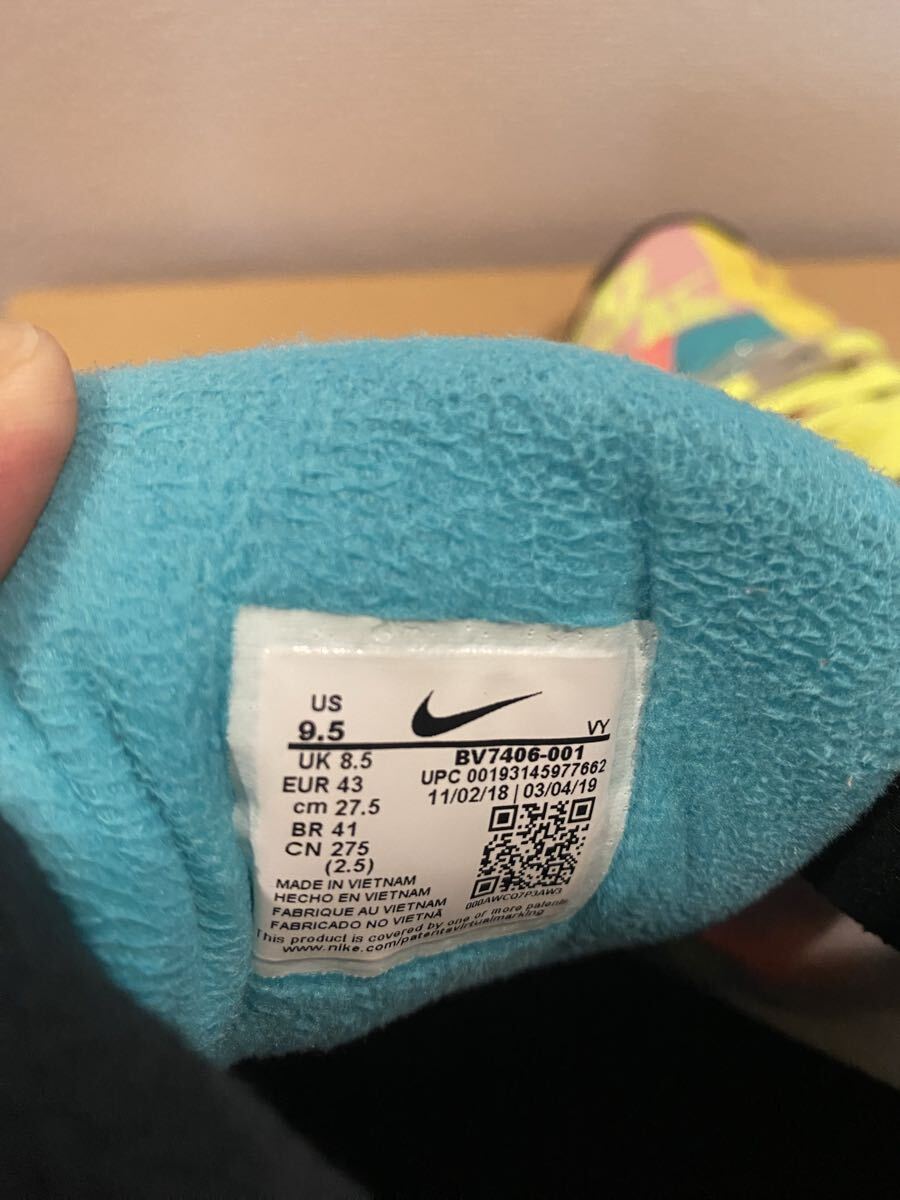 US
9.5
VY
UK 8.5
EUR 43
cm 27.5
BR 41
CN 275
(2.5)
BV7406-001
UPC 00193145977662
11/02/18 | 03/04/19
000AWCQ7P3AW3
MADE IN VIETNAM
HECHO EN VIETNAM
FABRIQUE AU VIETNAM
FABRICADO NO VIETNÃ
This product is covered by one or more patents
www.nike.com/patentsvirtualmarking